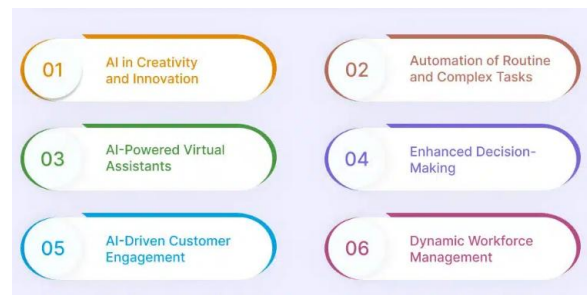 01
AI in Creativity
and Innovation
02
Automation of Routine
and Complex Tasks
03
AI-Powered Virtual
Assistants
04
Enhanced Decision-
Making
05
AI-Driven Customer
Engagement
06
Dynamic Workforce
Management